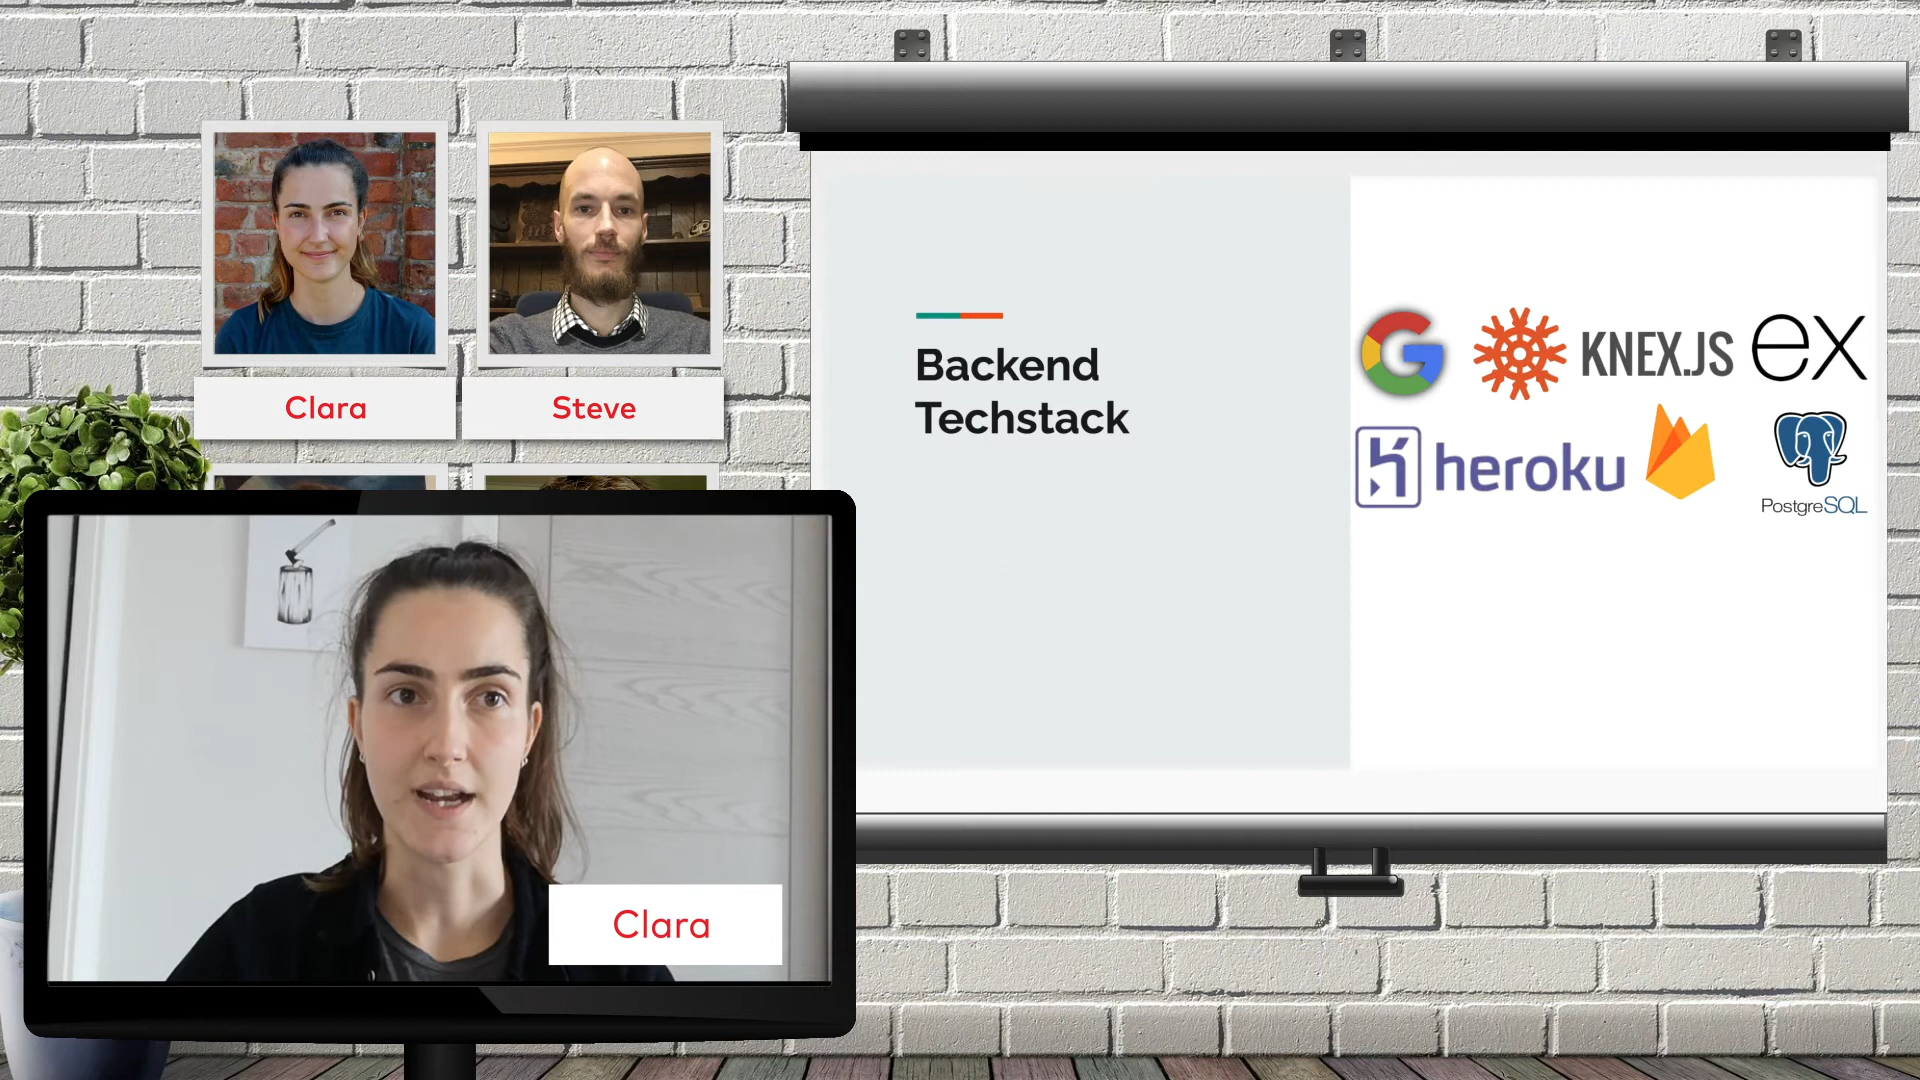 Clara
Steve
Clara
Backend
Techstack
KNEX.JS
ex
heroku
PostgreSQL